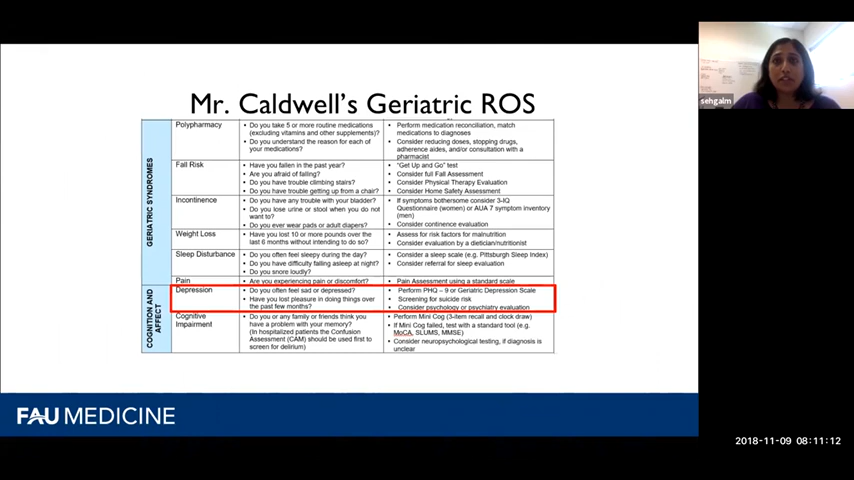 sehgalm
Mr. Caldwell's Geriatric ROS
GERIATRIC SYNDROMES
Polypharmacy
• Do you take 5 or more routine medications
(excluding vitamins and other supplements)?
• Do you understand the reason for each of
your medications?
• Perform medication reconciliation, match
medications to diagnoses
• Consider reducing doses, stopping drugs,
adherence aides, and/or consultation with a
pharmacist
Fall Risk
• Have you fallen in the past year?
• Are you afraid of falling?
• Do you have trouble climbing stairs?
• Do you have trouble getting up from a chair?
• "Get Up and Go" test
• Consider full Fall Assessment
• Consider Physical Therapy Evaluation
• Consider Home Safety Assessment
Incontinence
• Do you have any trouble with your bladder?
• Do you lose urine or stool when you do not
want to?
• Do you ever wear pads or adult diapers?
• If symptoms bothersome consider 3-IQ
Questionnaire (women) or AUA 7 symptom inventory
(men)
• Consider continence evaluation
Weight Loss
• Have you lost 10 or more pounds over the
last 6 months without intending to do so?
• Assess for risk factors for malnutrition
• Consider evaluation by a dietician/nutritionist
Sleep Disturbance
• Do you often feel sleepy during the day?
• Do you have difficulty falling asleep at night?
• Do you snore loudly?
• Consider a sleep scale (e.g. Pittsburgh Sleep Index)
• Consider referral for sleep evaluation
Pain
• Are you experiencing pain or discomfort?
• Pain Assessment using a standard scale
COGNITION AND
AFFECT
Depression
• Do you often feel sad or depressed?
• Have you lost pleasure in doing things over
the past few months?
• Perform PHQ – 9 or Geriatric Depression Scale
• Screening for suicide risk
• Consider psychology or psychiatry evaluation
Cognitive
Impairment
• Do you or any family or friends think you
have a problem with your memory?
(In hospitalized patients the Confusion
Assessment (CAM) should be used first to
screen for delirium)
• Perform Mini Cog (3-item recall and clock draw)
• If Mini Cog failed, test with a standard tool (e.g.
MoCA, SLUMS, MMSE)
• Consider neuropsychological testing, if diagnosis is
unclear
FAU MEDICINE
2018-11-09 08:11:12